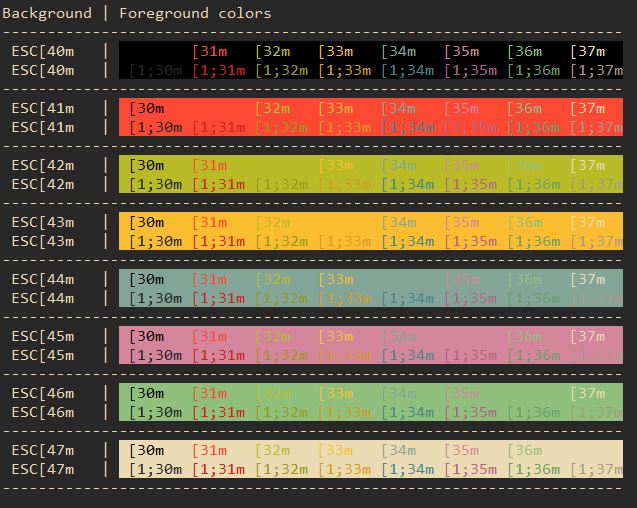 Background | Foreground colors
---------------------------------------------------------------------
ESC[40m | [31m [32m [33m [34m [35m [36m [37m
ESC[40m | [1;30m [1;31m [1;32m [1;33m [1;34m [1;35m [1;36m [1;37m
---------------------------------------------------------------------
ESC[41m | [30m [32m [33m [34m [35m [36m [37m
ESC[41m | [1;30m [1;31m [1;32m [1;33m [1;34m [1;35m [1;36m [1;37m
---------------------------------------------------------------------
ESC[42m | [30m [31m [33m [34m [35m [36m [37m
ESC[42m | [1;30m [1;31m [1;32m [1;33m [1;34m [1;35m [1;36m [1;37m
---------------------------------------------------------------------
ESC[43m | [30m [31m [32m [34m [35m [36m [37m
ESC[43m | [1;30m [1;31m [1;32m [1;33m [1;34m [1;35m [1;36m [1;37m
---------------------------------------------------------------------
ESC[44m | [30m [31m [32m [33m [35m [36m [37m
ESC[44m | [1;30m [1;31m [1;32m [1;33m [1;34m [1;35m [1;36m [1;37m
---------------------------------------------------------------------
ESC[45m | [30m [31m [32m [33m [34m [36m [37m
ESC[45m | [1;30m [1;31m [1;32m [1;33m [1;34m [1;35m [1;36m [1;37m
---------------------------------------------------------------------
ESC[46m | [30m [31m [32m [33m [34m [35m [37m
ESC[46m | [1;30m [1;31m [1;32m [1;33m [1;34m [1;35m [1;36m [1;37m
---------------------------------------------------------------------
ESC[47m | [30m [31m [32m [33m [34m [35m [36m
ESC[47m | [1;30m [1;31m [1;32m [1;33m [1;34m [1;35m [1;36m [1;37m
---------------------------------------------------------------------